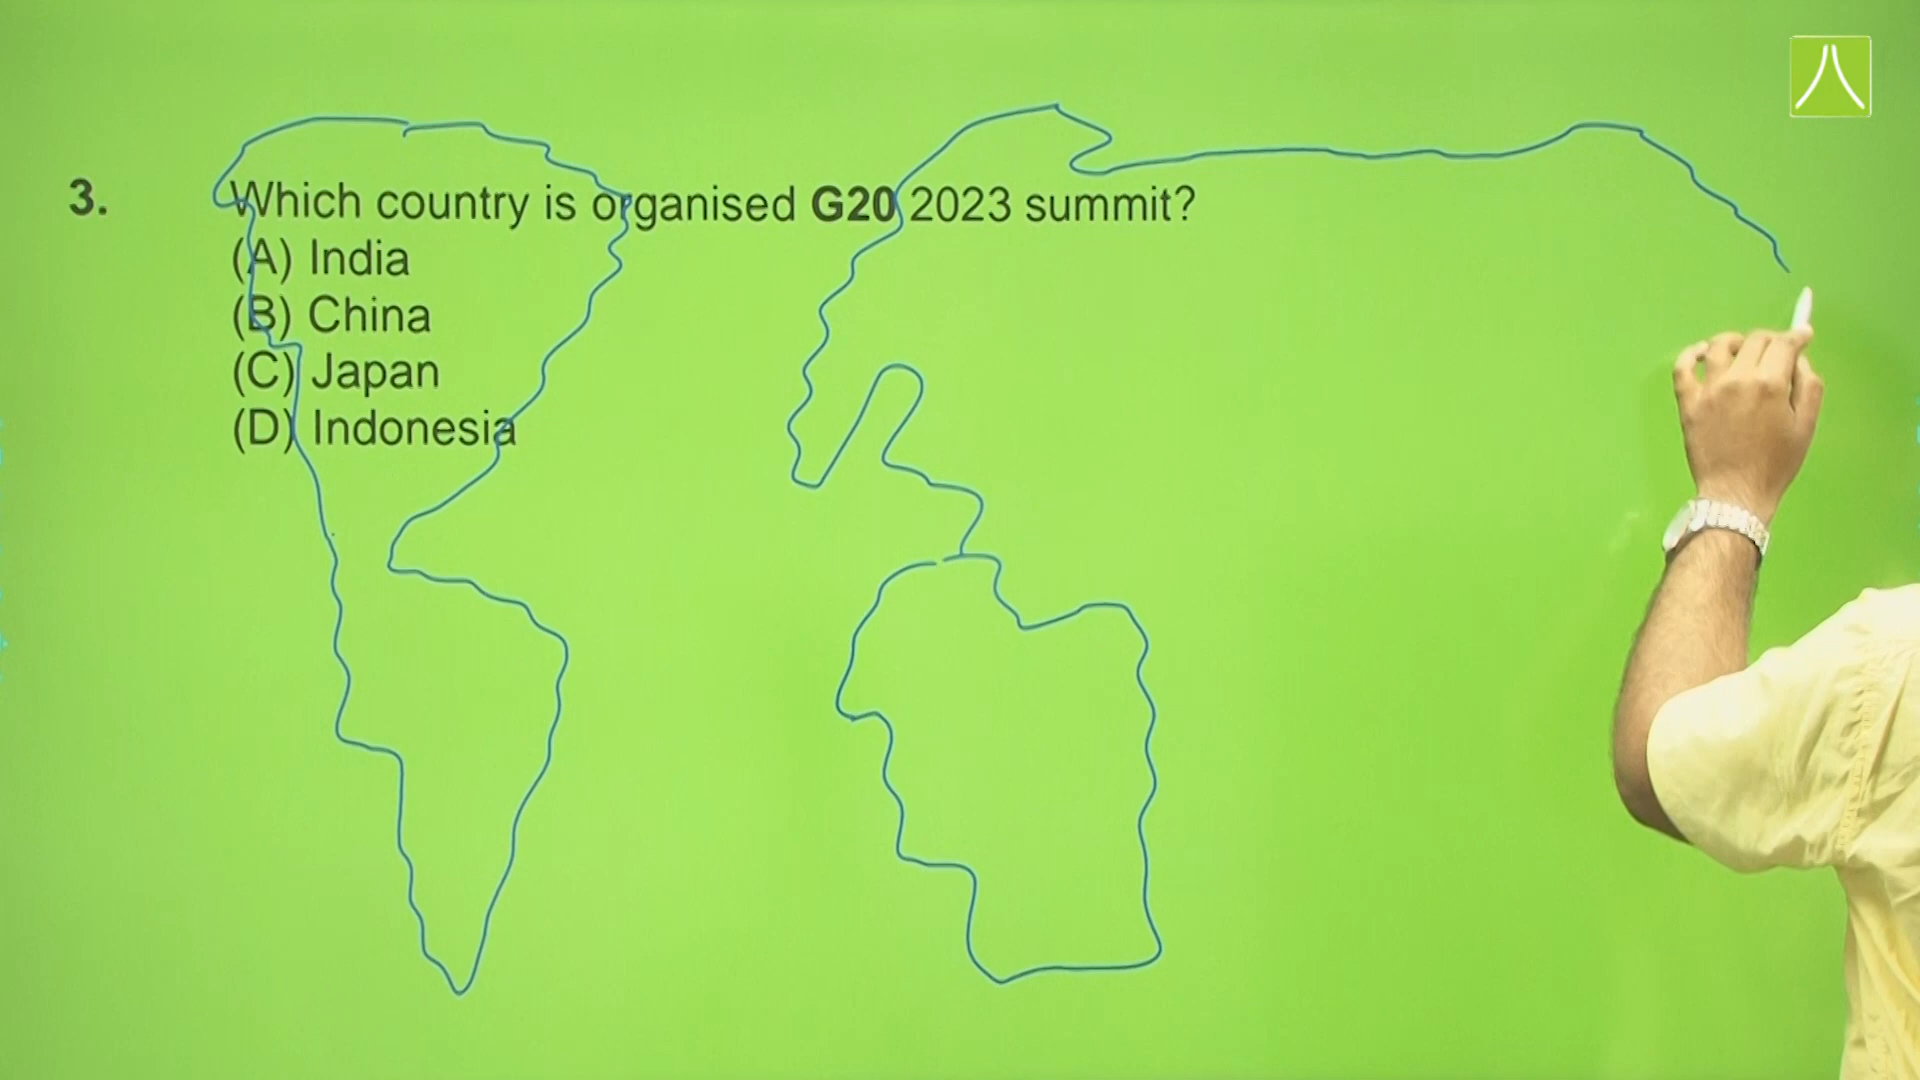 3. Which country is organised G20 2023 summit?
(A) India
(B) China
(C) Japan
(D) Indonesia